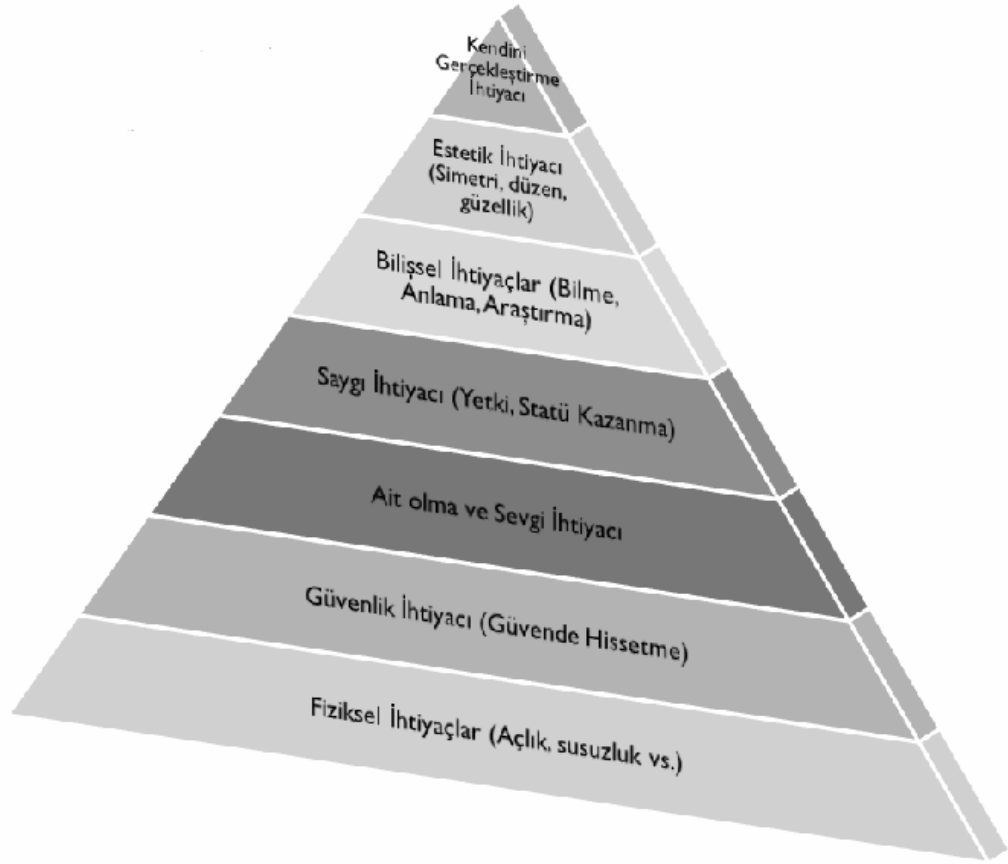 Kendini
Gerçekleştirme
İhtiyacı
Estetik İhtiyacı
(Simetri, düzen,
güzellik)
Bilişsel İhtiyaçlar (Bilme,
Anlama,Araştırma)
Saygı İhtiyacı (Yetki, Statü Kazanma)
Ait olma ve Sevgi İhtiyacı
Güvenlik İhtiyacı (Güvende Hissetme)
Fiziksel İhtiyaçlar (Açlık, susuzluk vs.)